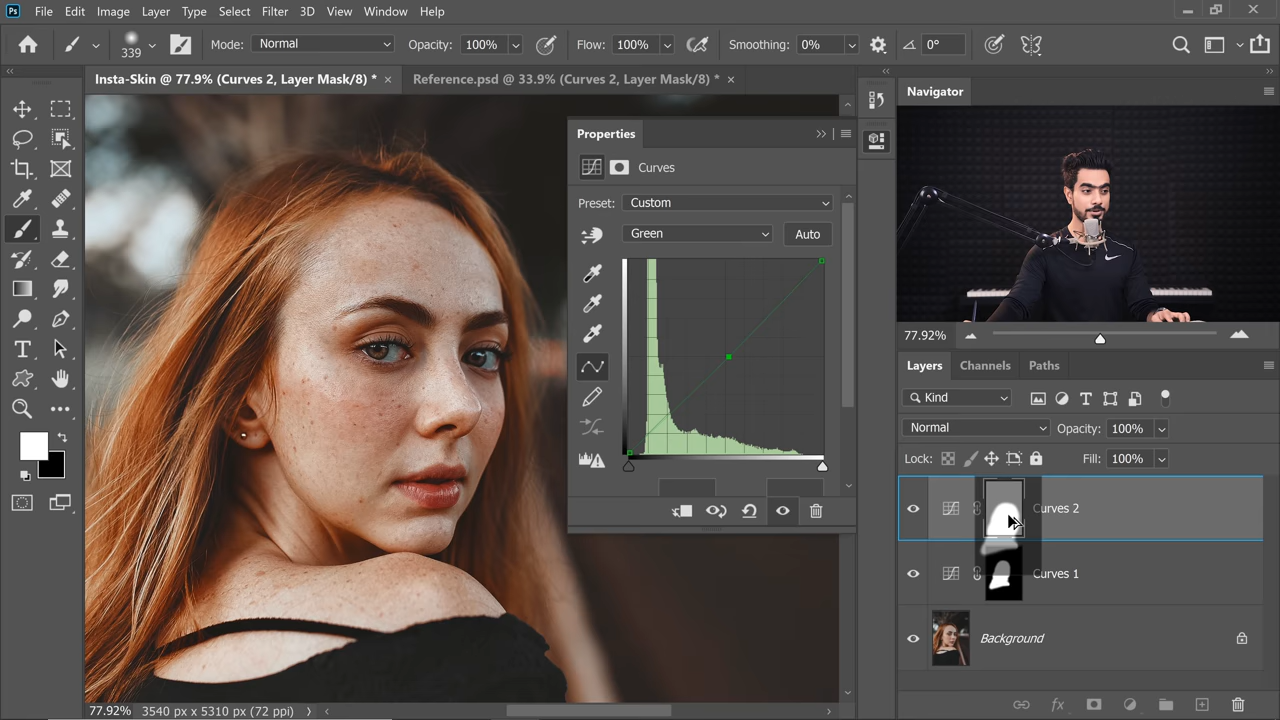 Ps File Edit Image Layer Type Select Filter 3D View Window Help
339 Mode: Normal Opacity: 100% Flow: 100% Smoothing: 0% 0°
Insta-Skin @ 77.9% (Curves 2, Layer Mask/8) * × Reference.psd @ 33.9% (Curves 2, Layer Mask/8) * ×
Properties
Curves
Preset: Custom
Green Auto
Navigator
77.92%
Layers Channels Paths
Kind
Normal Opacity: 100%
Lock: Fill: 100%
Curves 2
Curves 1
Background
77.92% 3540 px x 5310 px (72 ppi)